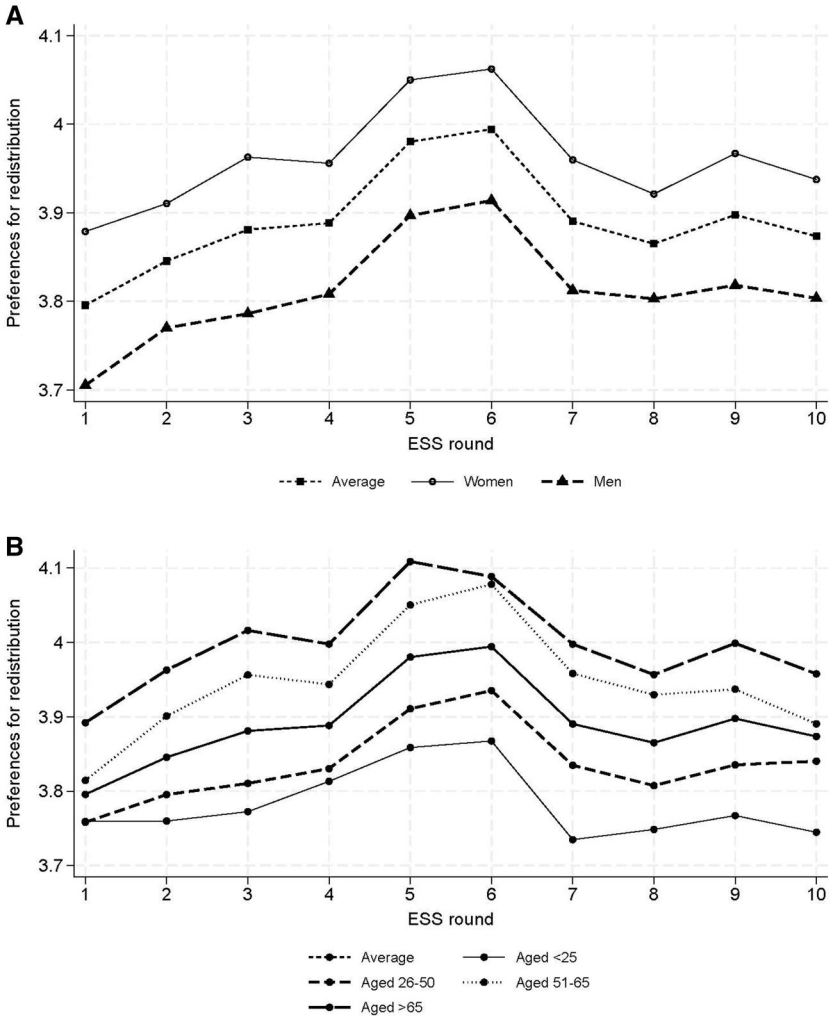 A
4.1
4
3.9
3.8
3.7
Preferences for redistribution
1 2 3 4 5 6 7 8 9 10
ESS round
Average Women Men
B
4.1
4
3.9
3.8
3.7
Preferences for redistribution
1 2 3 4 5 6 7 8 9 10
ESS round
Average Aged <25
Aged 26-50 Aged 51-65
Aged >65